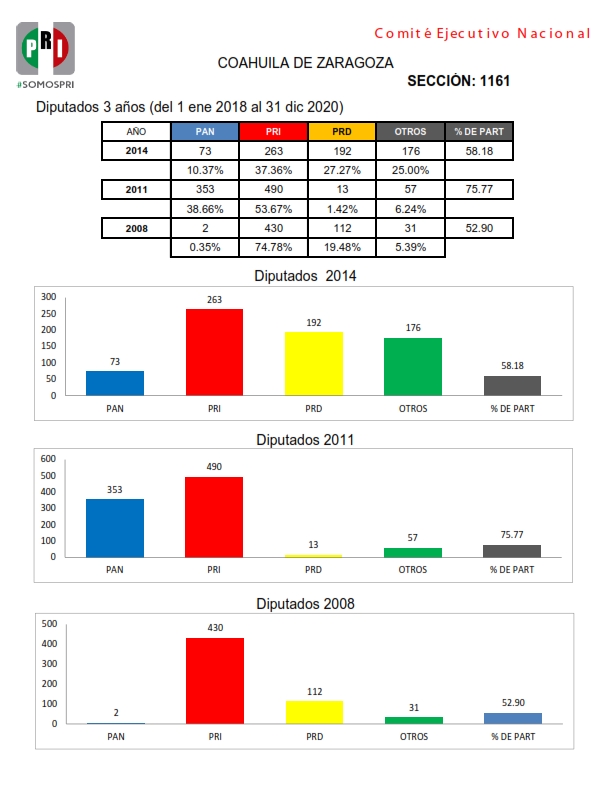 Comité Ejecutivo Nacional
PRI
#SOMOSPRI
COAHUILA DE ZARAGOZA
SECCIÓN: 1161
Diputados 3 años (del 1 ene 2018 al 31 dic 2020)
AÑO PAN PRI PRD OTROS % DE PART
2014 73 263 192 176 58.18
10.37% 37.36% 27.27% 25.00%
2011 353 490 13 57 75.77
38.66% 53.67% 1.42% 6.24%
2008 2 430 112 31 52.90
0.35% 74.78% 19.48% 5.39%
Diputados 2014
300
250
200
150
100
50
0
73 263 192 176 58.18
PAN PRI PRD OTROS % DE PART
Diputados 2011
600
500
400
300
200
100
0
353 490 13 57 75.77
PAN PRI PRD OTROS % DE PART
Diputados 2008
500
400
300
200
100
0
2 430 112 31 52.90
PAN PRI PRD OTROS % DE PART